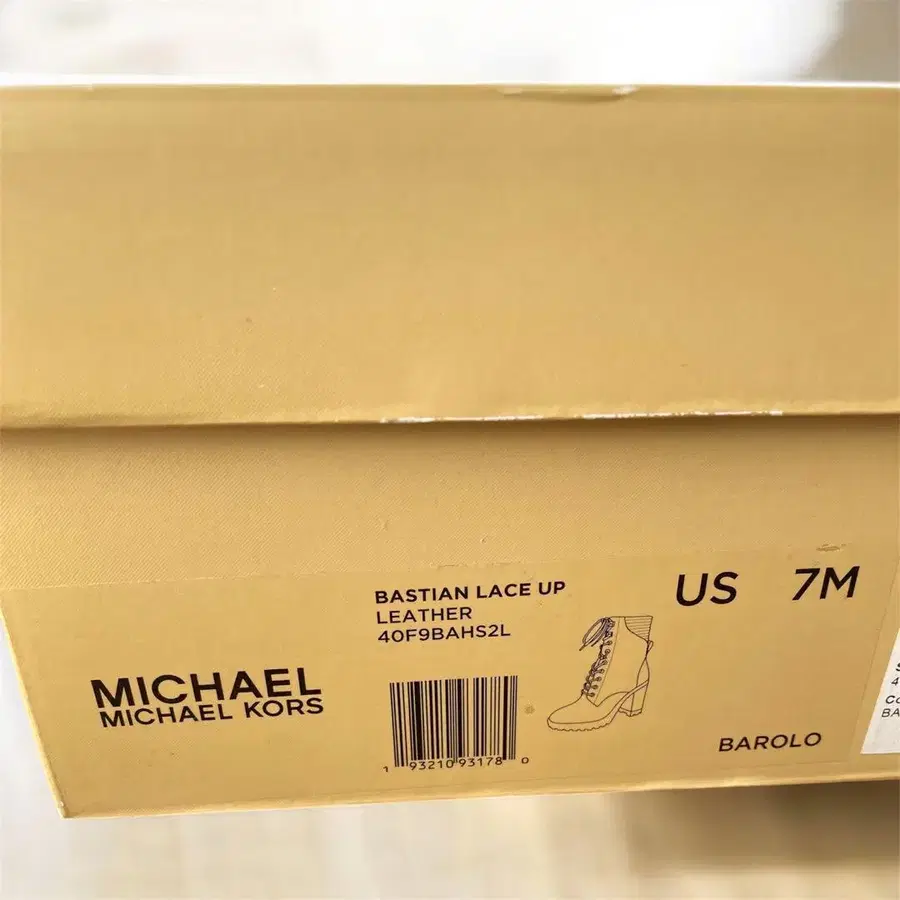 BASTIAN LACE UP
LEATHER
40F9BAHS2L
US 7M
MICHAEL
MICHAEL KORS
1 93210 93178 0
BAROLO